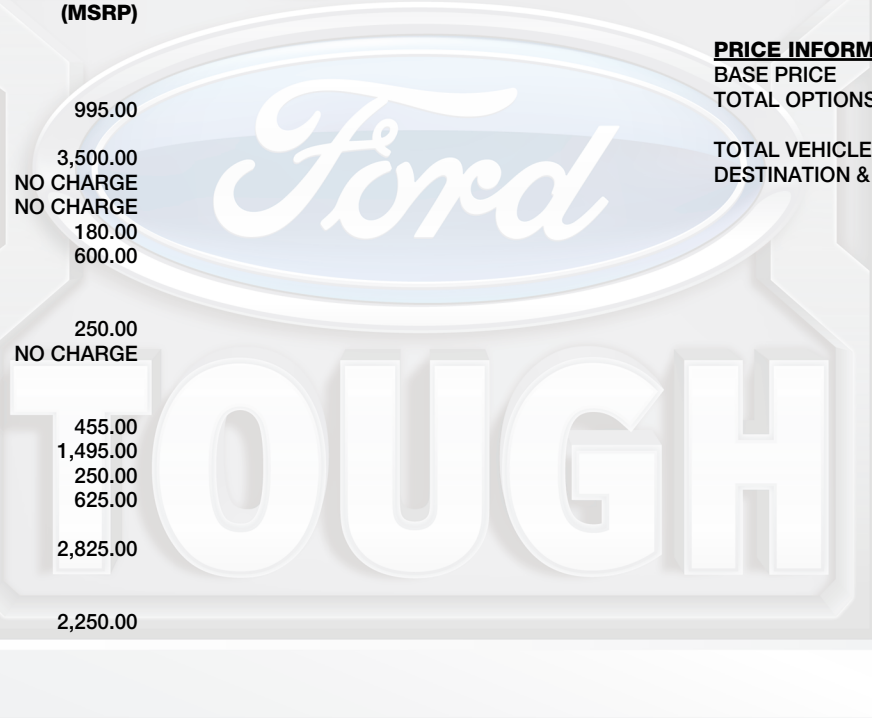 (MSRP)
995.00
3,500.00
NO CHARGE
NO CHARGE
180.00
600.00
250.00
NO CHARGE
455.00
1,495.00
250.00
625.00
2,825.00
2,250.00
PRICE INFORM
BASE PRICE
TOTAL OPTIONS
TOTAL VEHICLE
DESTINATION &
Ford
TOUGH